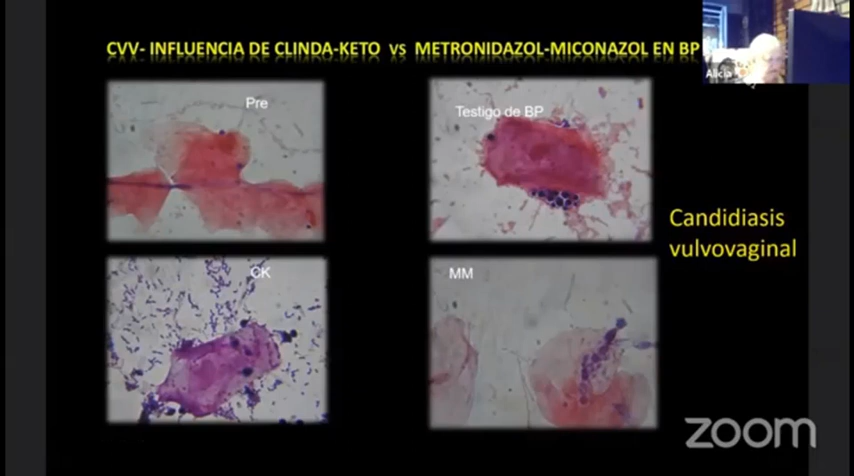 CVV- INFLUENCIA DE CLINDA-KETO vs METRONIDAZOL-MICONAZOL EN BP
Alicia
Pre
Testigo de BP
Candidiasis
vulvovaginal
CK
MM
zoom